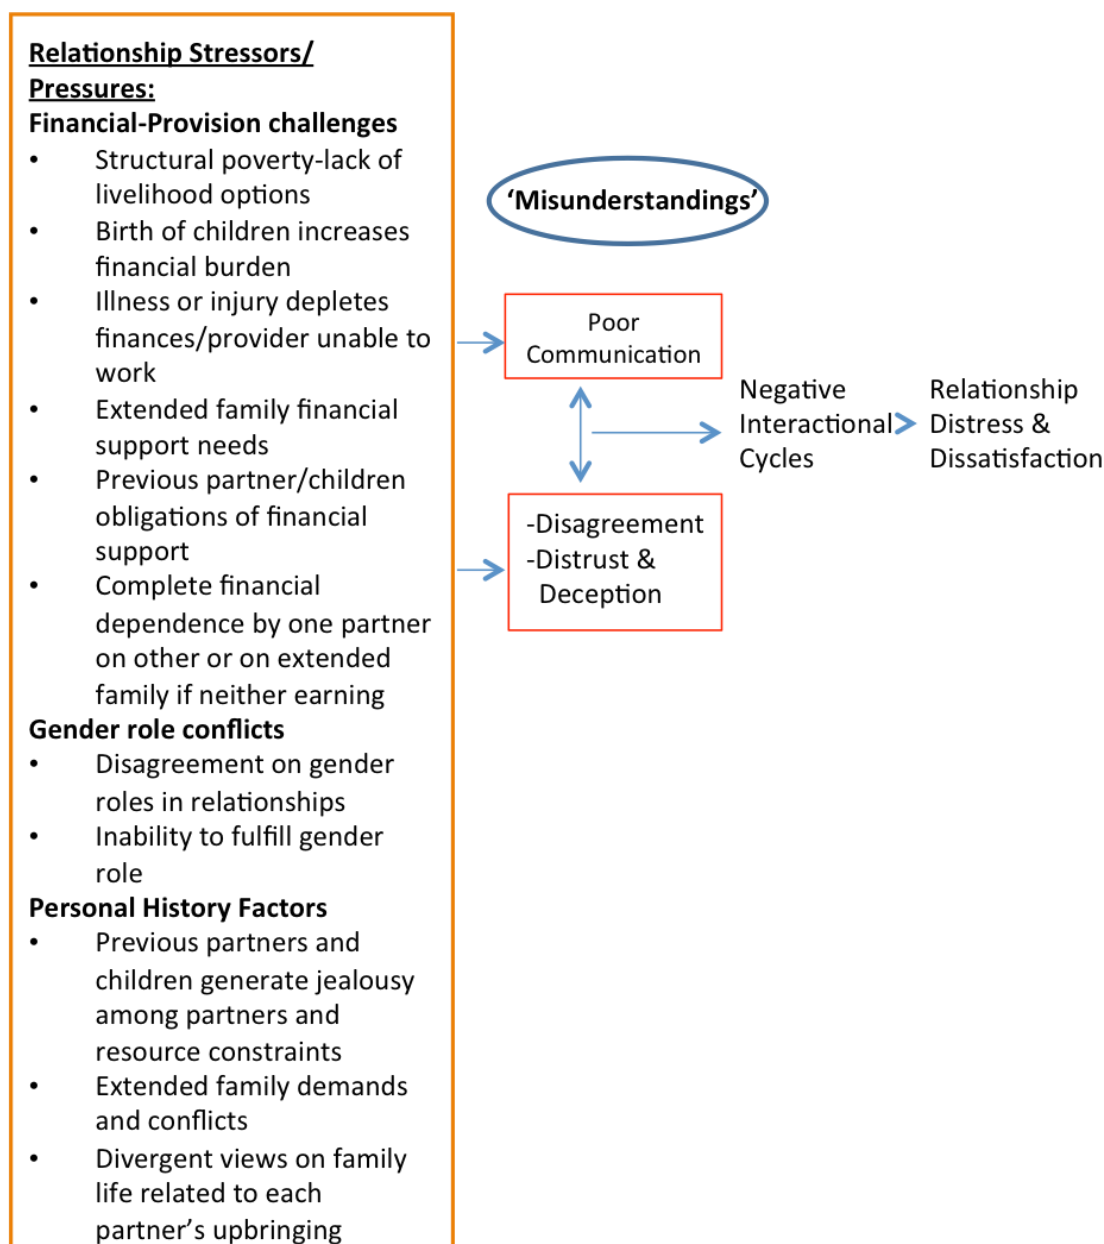 Relationship Stressors/
Pressures:
Financial-Provision challenges
• Structural poverty-lack of
livelihood options
• Birth of children increases
financial burden
• Illness or injury depletes
finances/provider unable to
work
• Extended family financial
support needs
• Previous partner/children
obligations of financial
support
• Complete financial
dependence by one partner
on other or on extended
family if neither earning
Gender role conflicts
• Disagreement on gender
roles in relationships
• Inability to fulfill gender
role
Personal History Factors
• Previous partners and
children generate jealousy
among partners and
resource constraints
• Extended family demands
and conflicts
• Divergent views on family
life related to each
partner’s upbringing
‘Misunderstandings’
Poor
Communication
-Disagreement
-Distrust &
Deception
Negative
Interactional
Cycles
Relationship
Distress &
Dissatisfaction